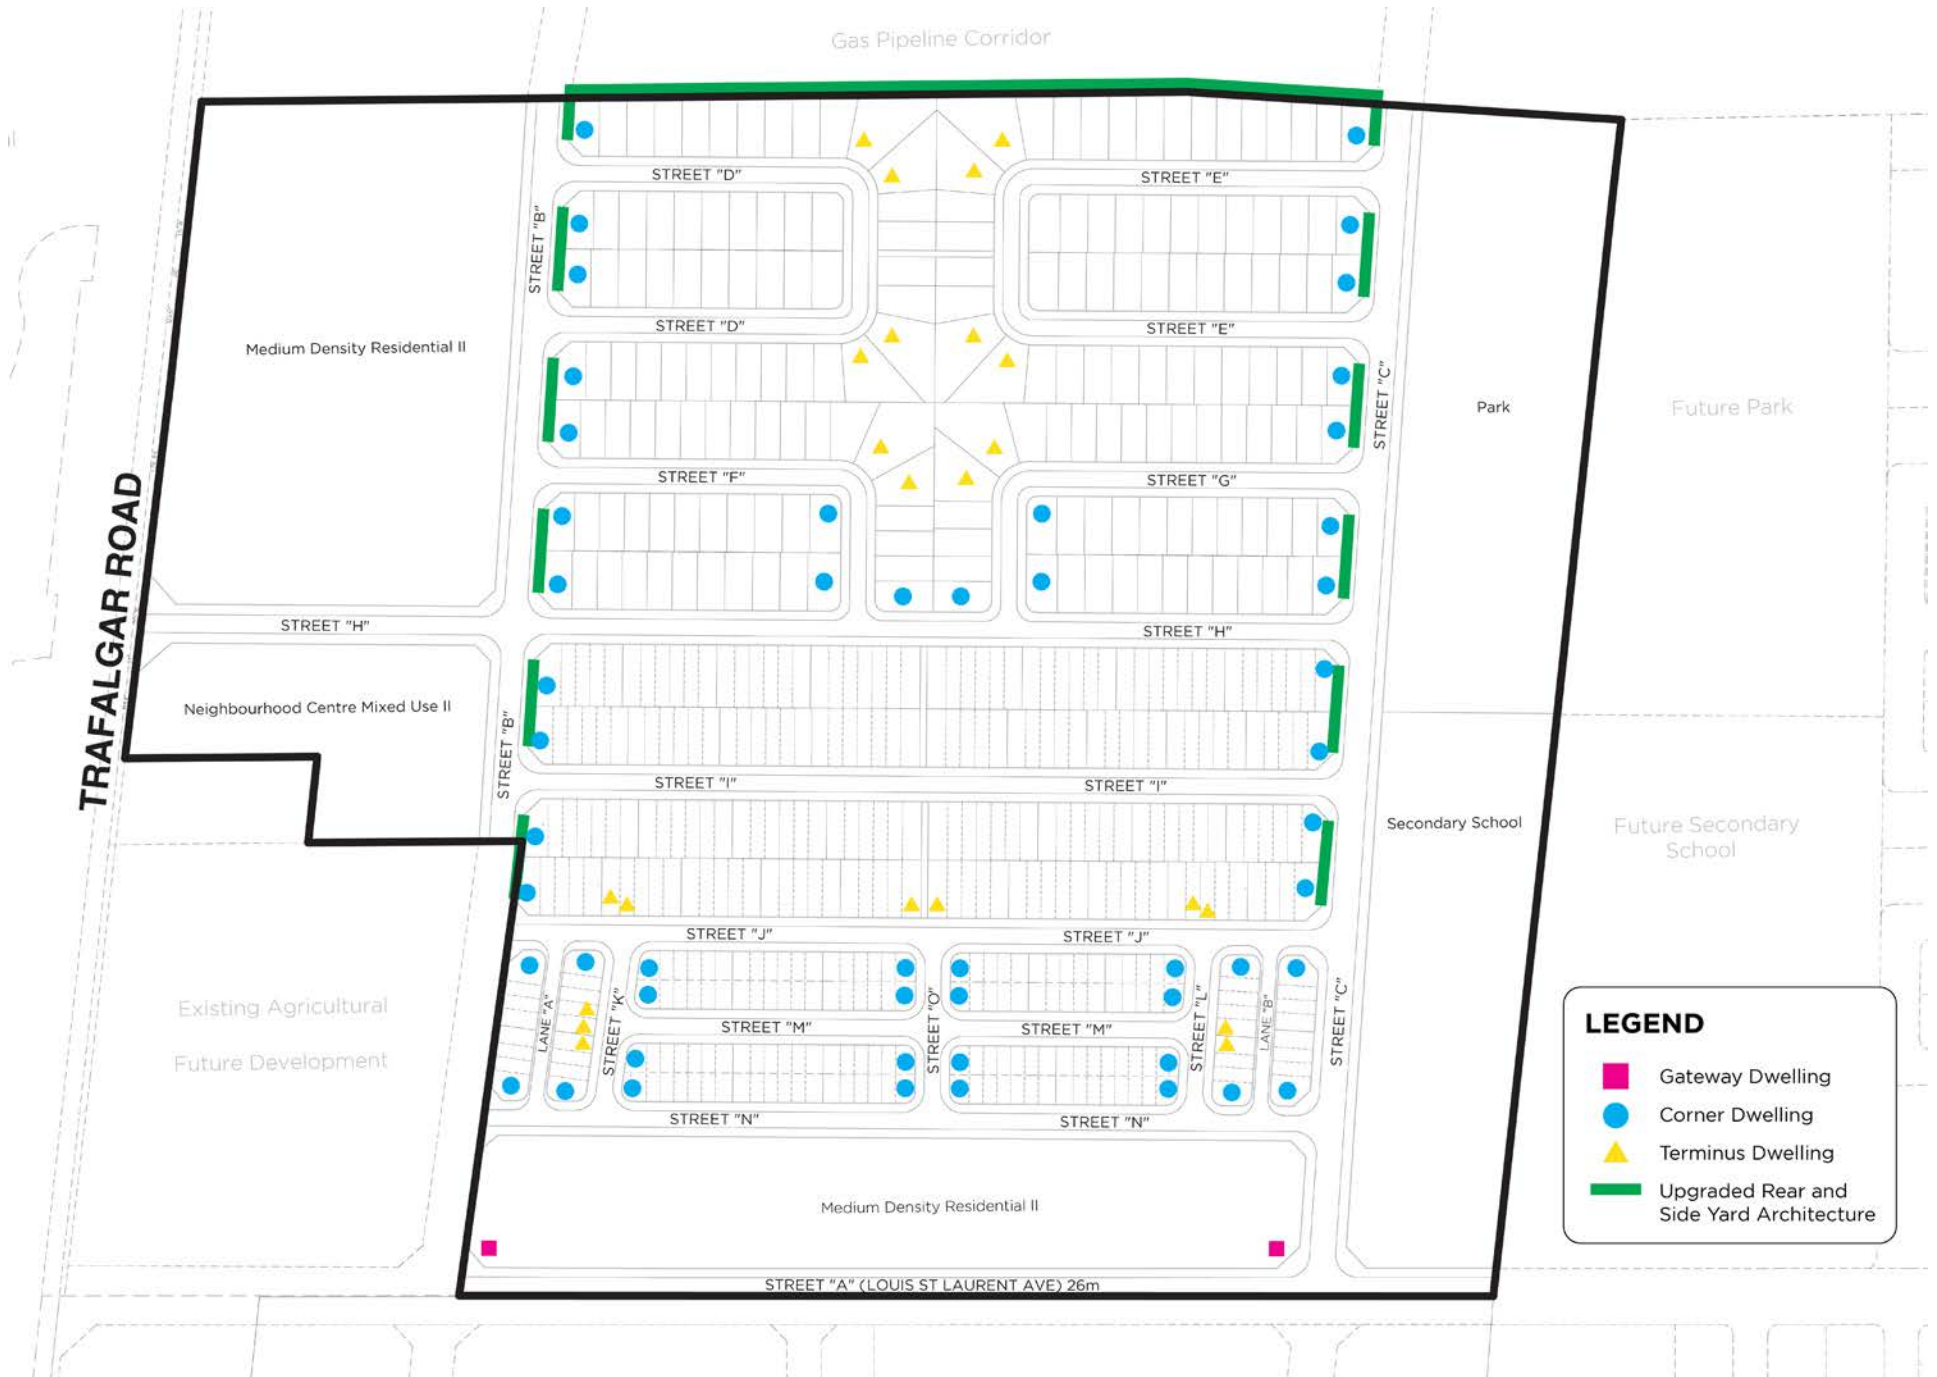 Gas Pipeline Corridor
STREET "D"
STREET "E"
STREET "B"
STREET "D"
STREET "E"
Medium Density Residential II
STREET "C"
Park
Future Park
TRAFALGAR ROAD
STREET "F"
STREET "G"
STREET "H"
STREET "H"
Neighbourhood Centre Mixed Use II
STREET "B"
STREET "I"
STREET "I"
Secondary School
Future Secondary
School
STREET "J"
STREET "J"
Existing Agricultural
Future Development
LANE "A"
STREET "K"
STREET "M"
STREET "O"
STREET "M"
STREET "L"
LANE "B"
STREET "C"
STREET "N"
STREET "N"
Medium Density Residential II
STREET "A" (LOUIS ST LAURENT AVE) 26m
LEGEND
Gateway Dwelling
Corner Dwelling
Terminus Dwelling
Upgraded Rear and
Side Yard Architecture